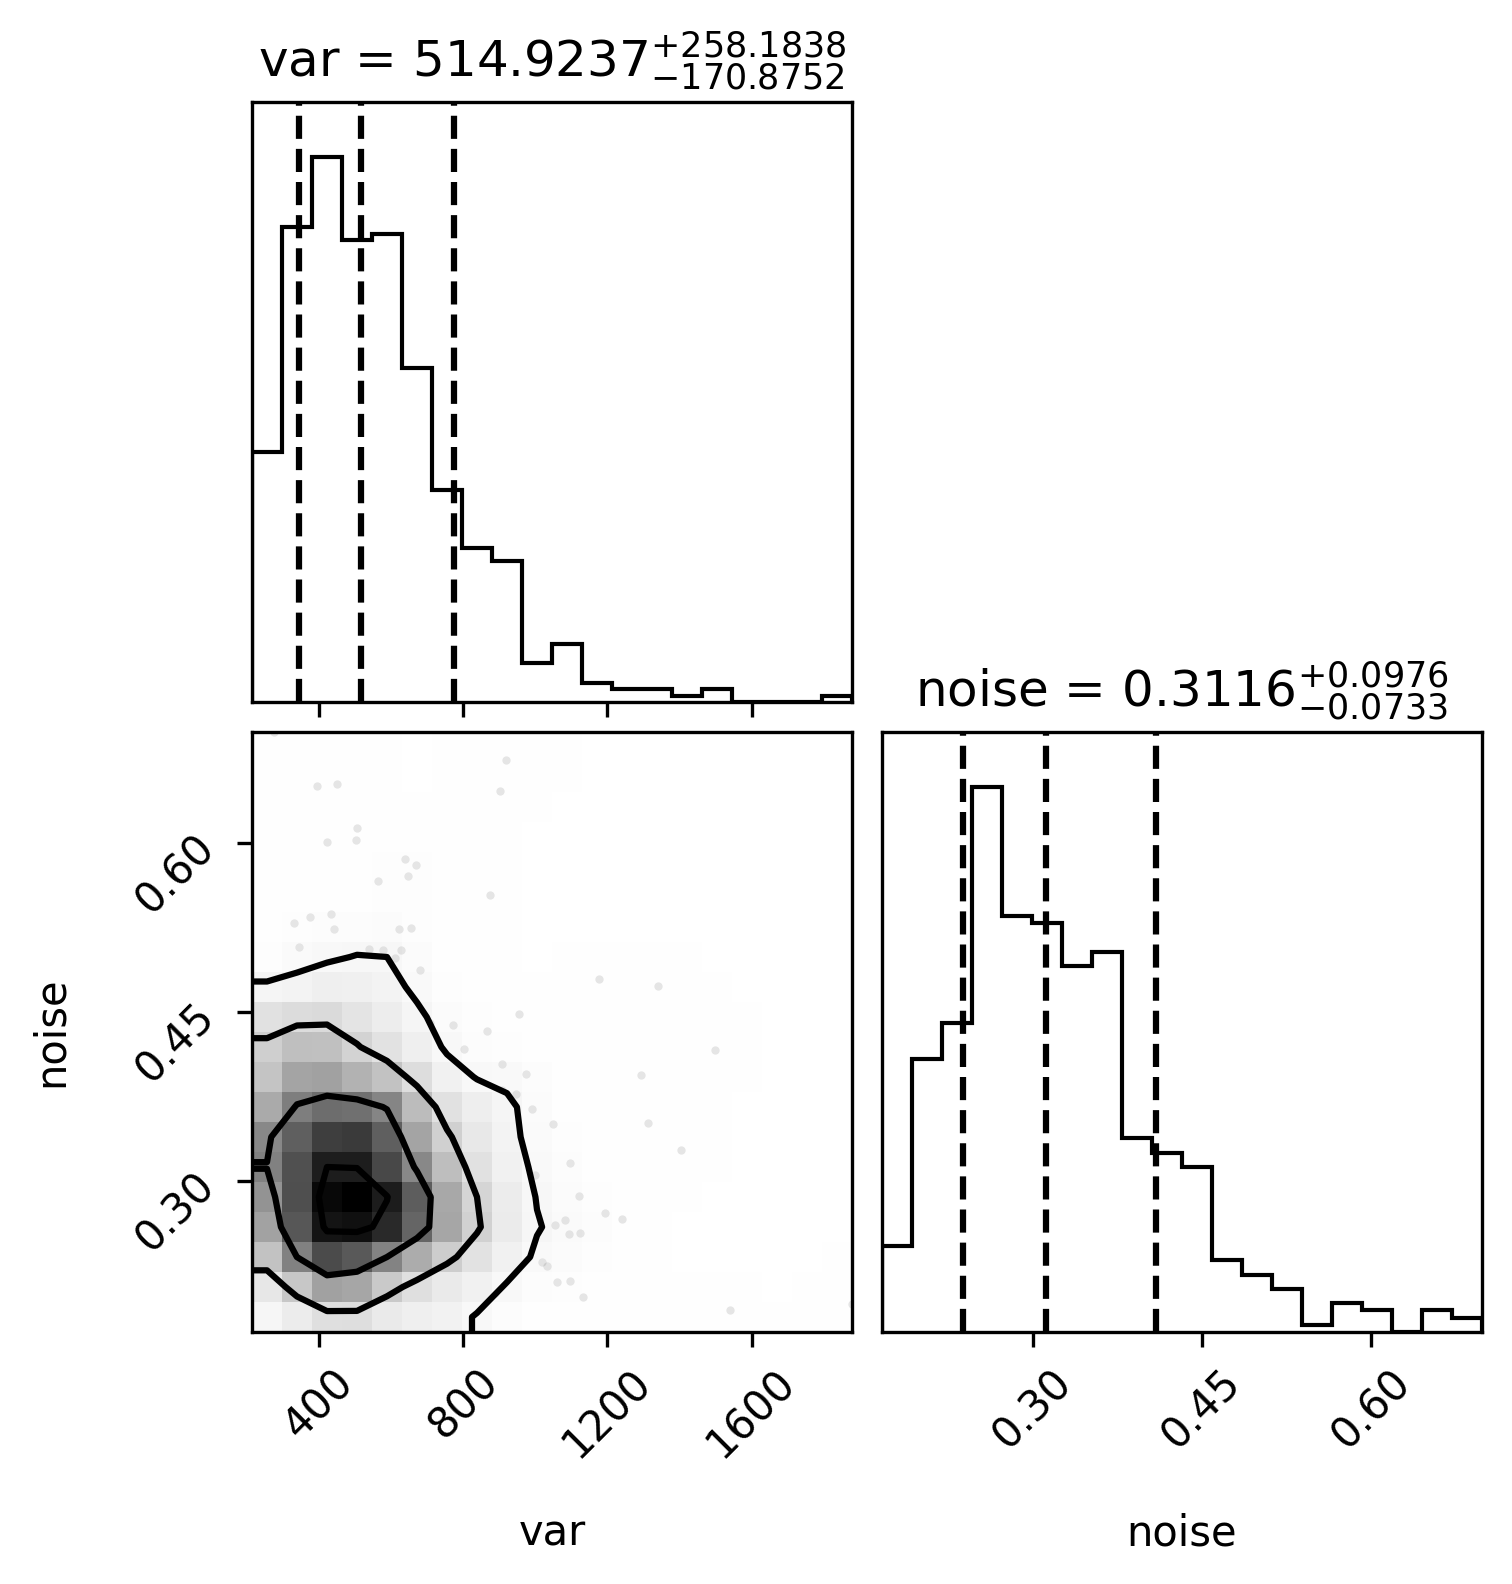 var = 514.9237+258.1838−170.8752
noise = 0.3116+0.0976−0.0733
0.60
0.45
0.30
noise
400 800 1200 1600
0.30 0.45 0.60
var
noise